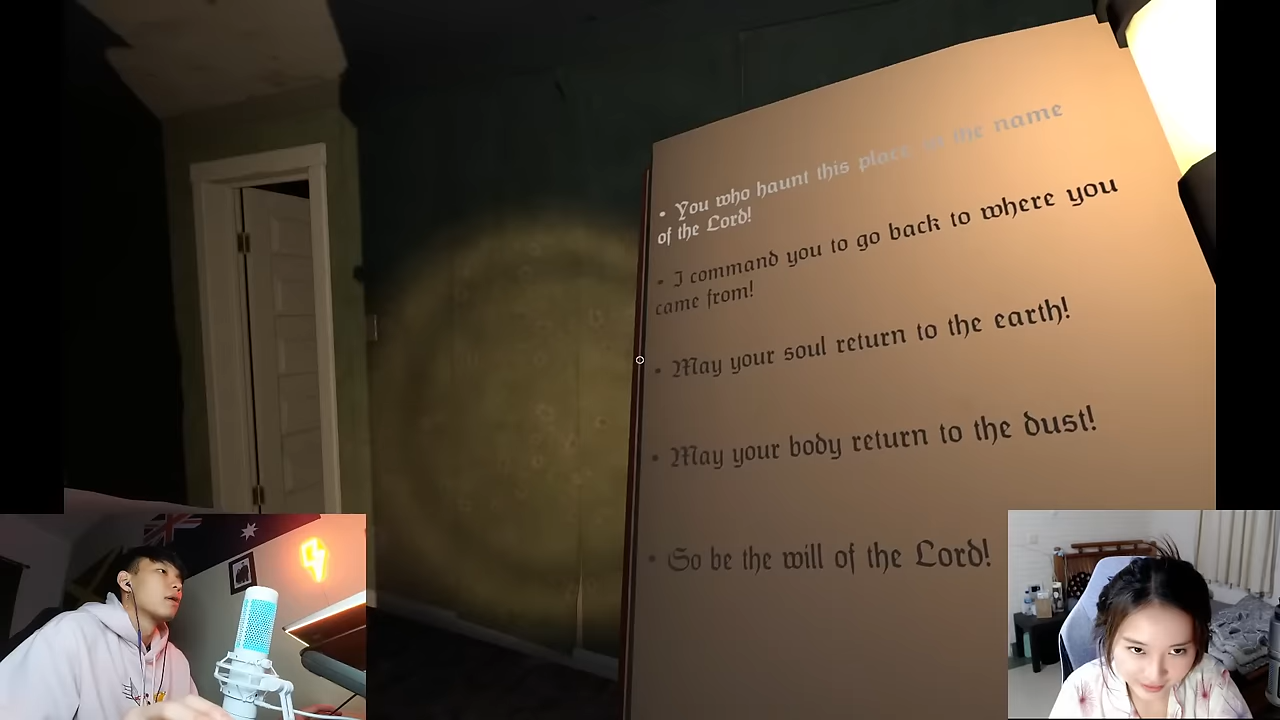 • You who haunt this place in the name
of the Lord!
• I command you to go back to where you
came from!
• May your soul return to the earth!
• May your body return to the dust!
• So be the will of the Lord!